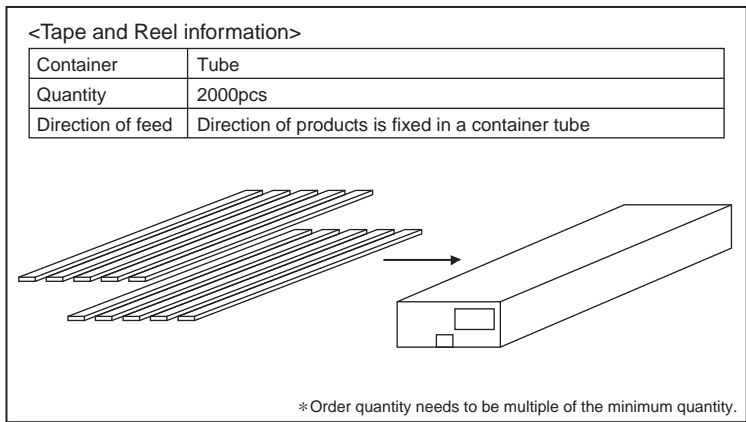 <Tape and Reel information>
Container Tube
Quantity 2000pcs
Direction of feed Direction of products is fixed in a container tube
＊Order quantity needs to be multiple of the minimum quantity.